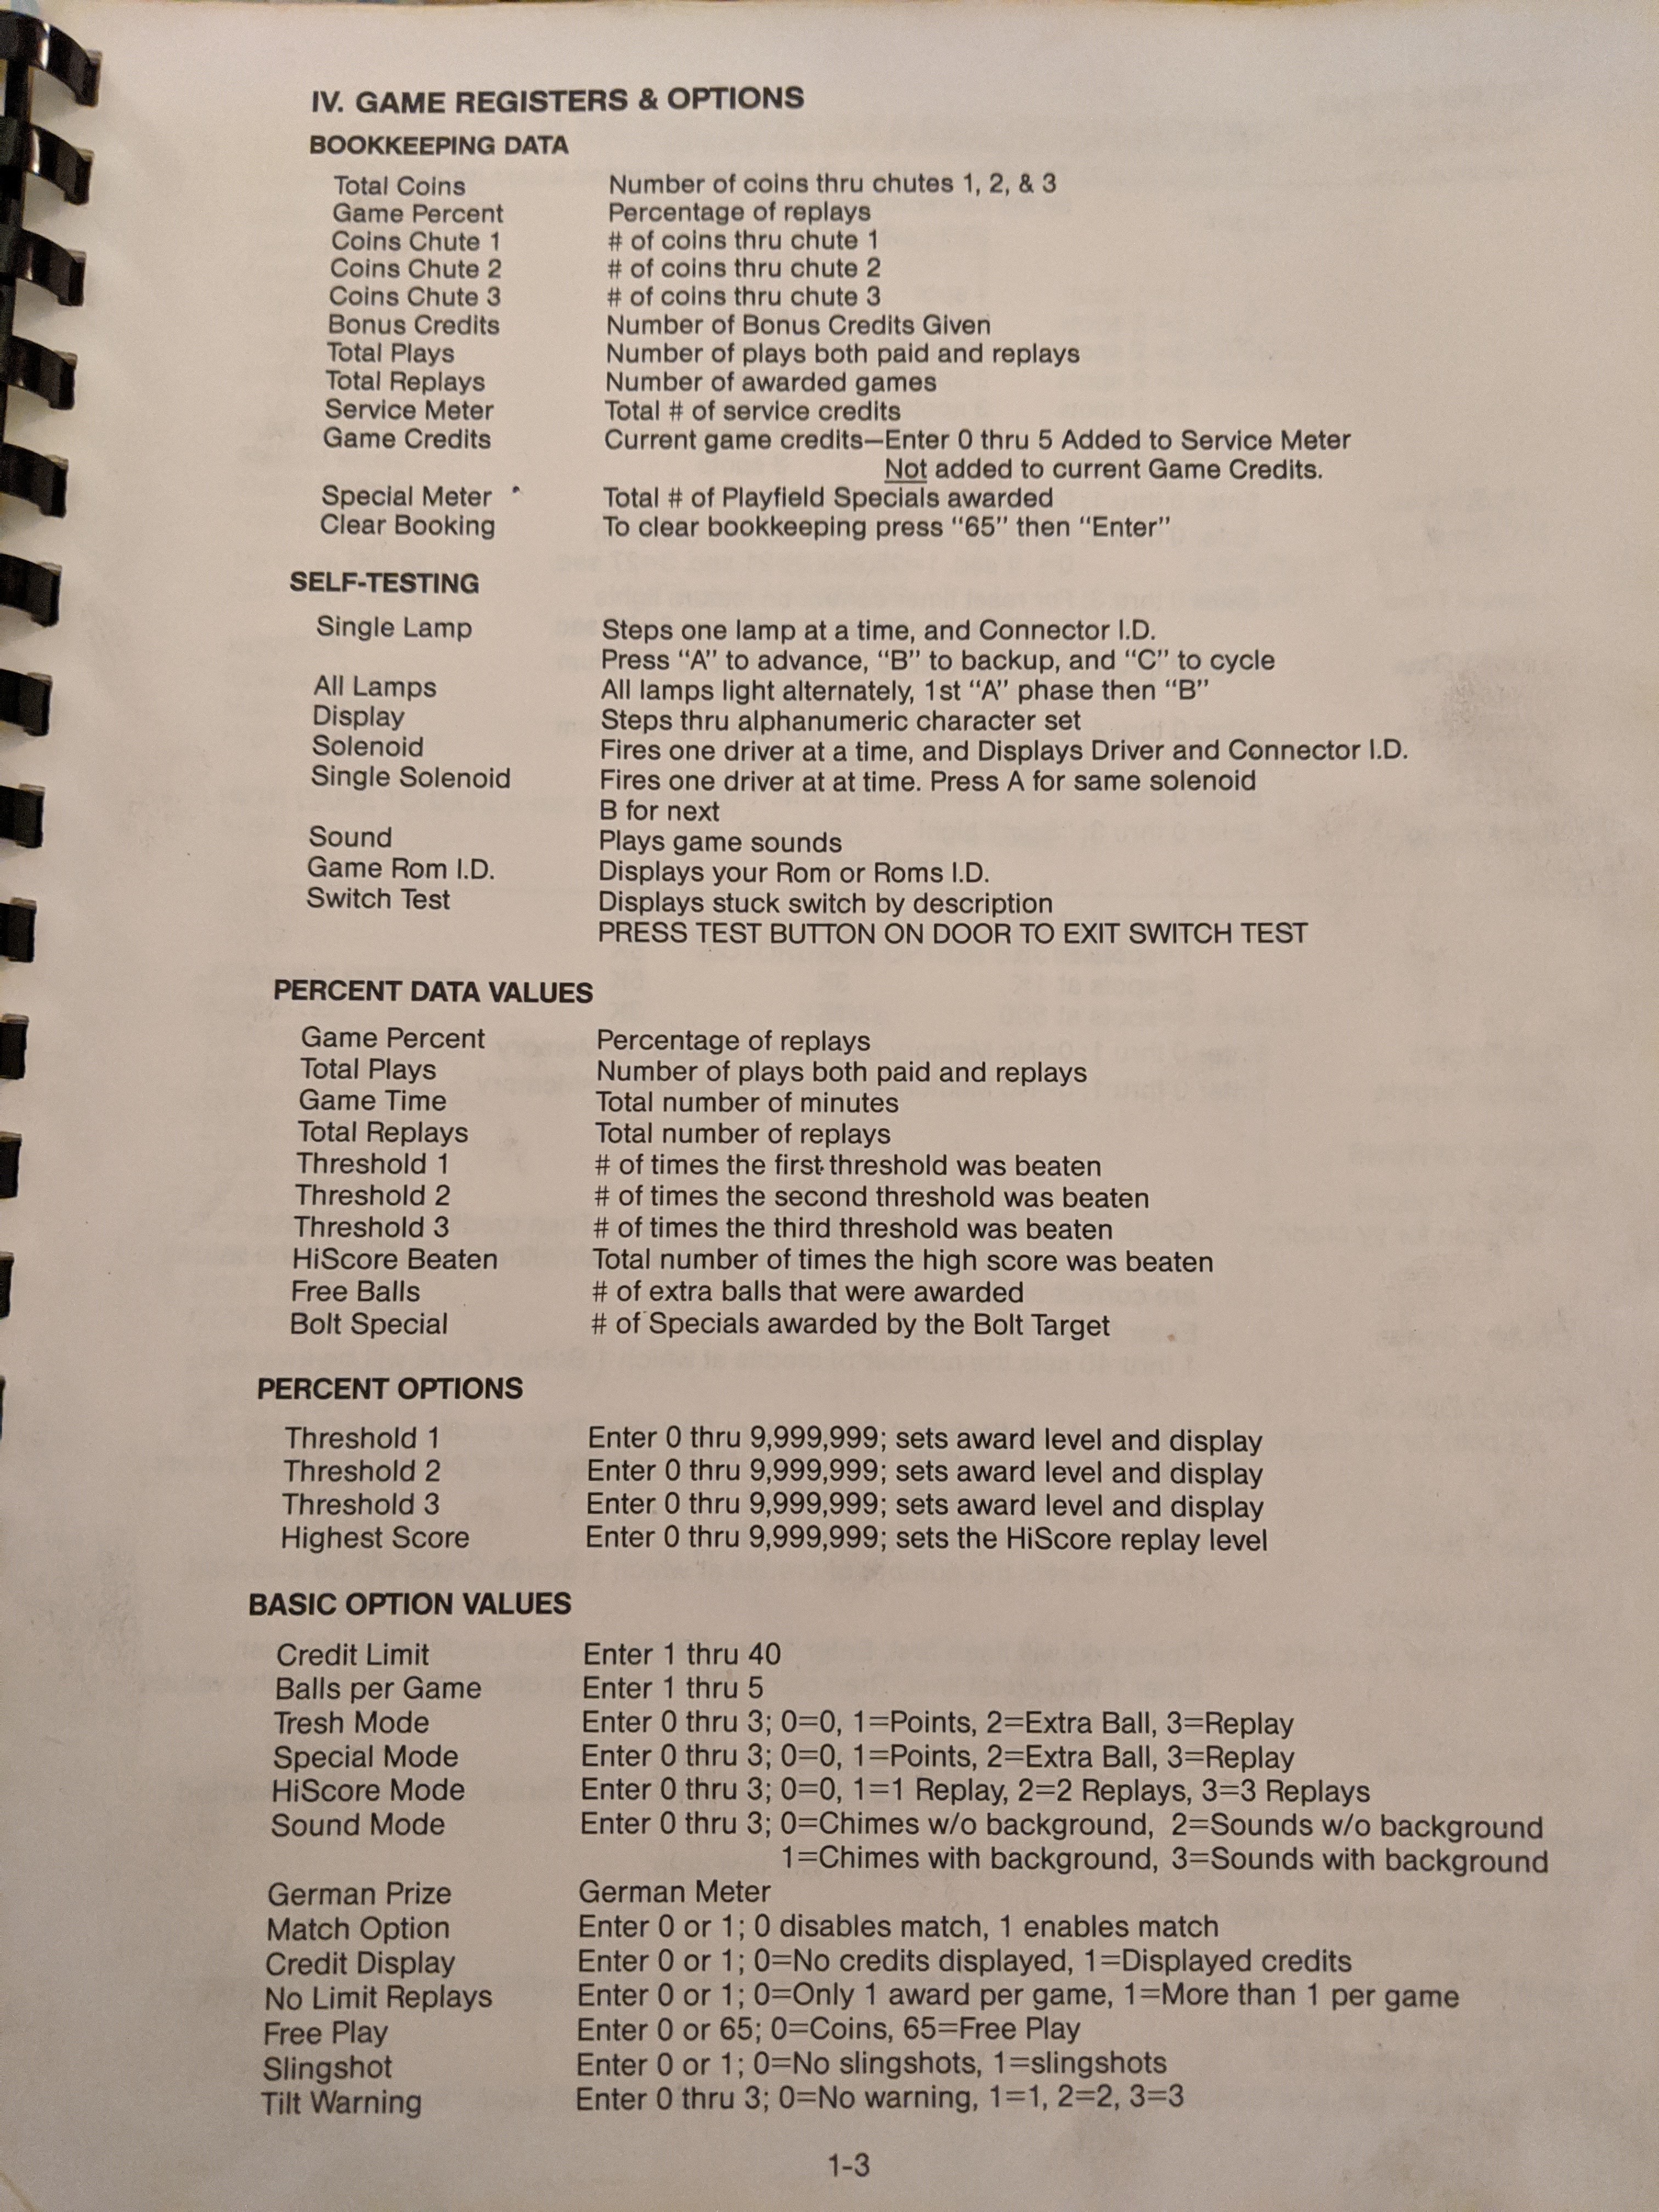 IV. GAME REGISTERS & OPTIONS
BOOKKEEPING DATA
Total Coins Number of coins thru chutes 1, 2, & 3
Game Percent Percentage of replays
Coins Chute 1 # of coins thru chute 1
Coins Chute 2 # of coins thru chute 2
Coins Chute 3 # of coins thru chute 3
Bonus Credits Number of Bonus Credits Given
Total Plays Number of plays both paid and replays
Total Replays Number of awarded games
Service Meter Total # of service credits
Game Credits Current game credits—Enter 0 thru 5 Added to Service Meter
Not added to current Game Credits.
Special Meter Total # of Playfield Specials awarded
Clear Booking To clear bookkeeping press “65” then “Enter”
SELF-TESTING
Single Lamp Steps one lamp at a time, and Connector I.D.
Press “A” to advance, “B” to backup, and “C” to cycle
All Lamps All lamps light alternately, 1st “A” phase then “B”
Display Steps thru alphanumeric character set
Solenoid Fires one driver at a time, and Displays Driver and Connector I.D.
Single Solenoid Fires one driver at at time. Press A for same solenoid
B for next
Sound Plays game sounds
Game Rom I.D. Displays your Rom or Roms I.D.
Switch Test Displays stuck switch by description
PRESS TEST BUTTON ON DOOR TO EXIT SWITCH TEST
PERCENT DATA VALUES
Game Percent Percentage of replays
Total Plays Number of plays both paid and replays
Game Time Total number of minutes
Total Replays Total number of replays
Threshold 1 # of times the first threshold was beaten
Threshold 2 # of times the second threshold was beaten
Threshold 3 # of times the third threshold was beaten
HiScore Beaten Total number of times the high score was beaten
Free Balls # of extra balls that were awarded
Bolt Special # of Specials awarded by the Bolt Target
PERCENT OPTIONS
Threshold 1 Enter 0 thru 9,999,999; sets award level and display
Threshold 2 Enter 0 thru 9,999,999; sets award level and display
Threshold 3 Enter 0 thru 9,999,999; sets award level and display
Highest Score Enter 0 thru 9,999,999; sets the HiScore replay level
BASIC OPTION VALUES
Credit Limit Enter 1 thru 40
Balls per Game Enter 1 thru 5
Tresh Mode Enter 0 thru 3; 0=0, 1=Points, 2=Extra Ball, 3=Replay
Special Mode Enter 0 thru 3; 0=0, 1=Points, 2=Extra Ball, 3=Replay
HiScore Mode Enter 0 thru 3; 0=0, 1=1 Replay, 2=2 Replays, 3=3 Replays
Sound Mode Enter 0 thru 3; 0=Chimes w/o background, 2=Sounds w/o background
1=Chimes with background, 3=Sounds with background
German Prize German Meter
Match Option Enter 0 or 1; 0 disables match, 1 enables match
Credit Display Enter 0 or 1; 0=No credits displayed, 1=Displayed credits
No Limit Replays Enter 0 or 1; 0=Only 1 award per game, 1=More than 1 per game
Free Play Enter 0 or 65; 0=Coins, 65=Free Play
Slingshot Enter 0 or 1; 0=No slingshots, 1=slingshots
Tilt Warning Enter 0 thru 3; 0=No warning, 1=1, 2=2, 3=3
1-3